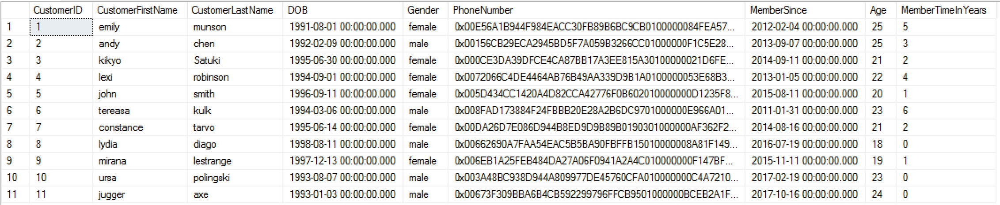 CustomerID CustomerFirstName CustomerLastName DOB Gender PhoneNumber MemberSince Age MemberTimeInYears
1 1 emily munson 1991-08-01 00:00:00.000 female 0x00E56A1B944F984EACC30FB89B6BC9CB0100000084FEA57... 2012-02-04 00:00:00.000 25 5
2 2 andy chen 1992-02-09 00:00:00.000 male 0x00156CB29ECA2945BD5F7A059B3266CC01000000F1C5E28... 2013-09-07 00:00:00.000 25 3
3 3 kikyo Satuki 1995-06-30 00:00:00.000 female 0x000CE3DA39DFCE4CA87BB17A3EE815A30100000021D6FE... 2014-09-11 00:00:00.000 21 2
4 4 lexi robinson 1994-09-01 00:00:00.000 female 0x0072066C4DE4464AB76B49AA339D9B1A0100000053E68B3... 2013-01-05 00:00:00.000 22 4
5 5 john smith 1996-09-11 00:00:00.000 female 0x005D434CC1420A4D82CCA42776F0B602010000000D1235F8... 2015-08-11 00:00:00.000 20 1
6 6 tereasa kulk 1994-03-06 00:00:00.000 male 0x008FAD173884F24FBBB20E28A2B6DC9701000000E966A01... 2011-01-31 00:00:00.000 23 6
7 7 constance tarvo 1995-06-14 00:00:00.000 female 0x00DA26D7E086D944B8ED9D9B89B0190301000000AF362F2... 2014-08-16 00:00:00.000 21 2
8 8 lydia diago 1998-08-11 00:00:00.000 male 0x00662690A7FAA54EAC5B5BA90FBFFB15010000008A81F149... 2016-07-19 00:00:00.000 18 0
9 9 mirana lestrange 1997-12-13 00:00:00.000 female 0x006EB1A25FEB484DA27A06F0941A2A4C010000000F147BF... 2015-11-11 00:00:00.000 19 1
10 10 ursa polingski 1993-08-07 00:00:00.000 male 0x003A48BC938D944A809977DE45760CFA010000000C4A7210... 2017-02-19 00:00:00.000 23 0
11 11 jugger axe 1993-01-03 00:00:00.000 male 0x00673F309BBA6B4CB592299796FFCB9501000000BCEB2A1F... 2017-10-16 00:00:00.000 24 0